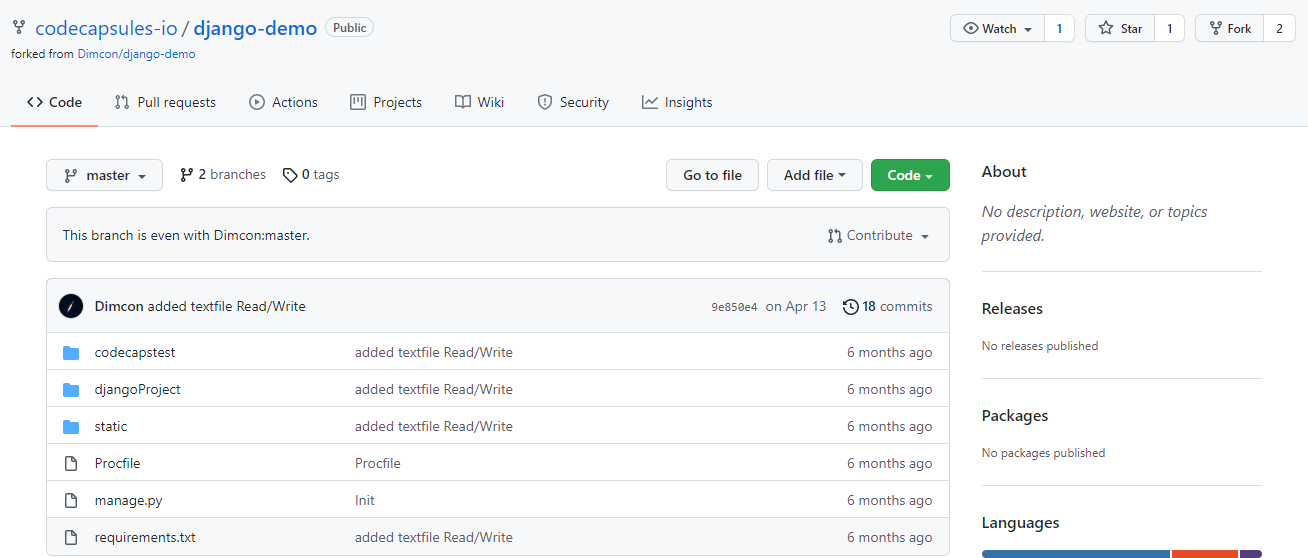 codecapsules-io / django-demo Public
Watch 1 Star 1 Fork 2
forked from Dimcon/django-demo
Code Pull requests Actions Projects Wiki Security Insights
master 2 branches 0 tags Go to file Add file Code
This branch is even with Dimcon:master. Contribute
Dimcon added textfile Read/Write 9e850e4 on Apr 13 18 commits
codecapstest added textfile Read/Write 6 months ago
djangoProject added textfile Read/Write 6 months ago
static added textfile Read/Write 6 months ago
Procfile Procfile 6 months ago
manage.py Init 6 months ago
requirements.txt added textfile Read/Write 6 months ago
About
No description, website, or topics
provided.
Releases
No releases published
Packages
No packages published
Languages